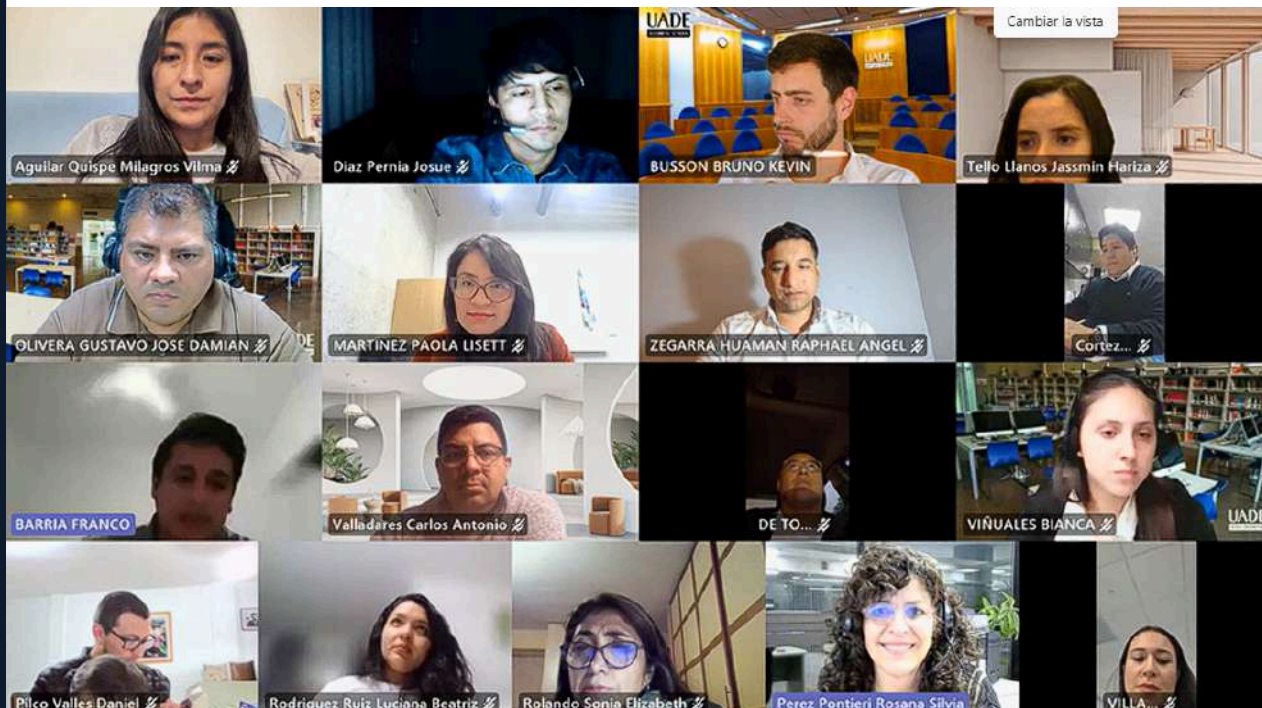 UADE
UADE
Cambiar la vista
Aguilar Quispe Milagros Vilma
Diaz Pernia Josue
BUSSON BRUNO KEVIN
Tello Llanos Jassmin Hariza
OLIVERA GUSTAVO JOSE DAMIAN
MARTINEZ PAOLA LISETT
ZEGARRA HUAMAN RAPHAEL ANGEL
Cortez...
BARRIA FRANCO
Valladares Carlos Antonio
DE TO...
VIÑUALES BIANCA
UADE
Pilco Valles Daniel
Rodriguez Ruiz Luciana Beatriz
Rolando Sonia Elizabeth
Perez Pontieri Rosana Silvia
VILLA...